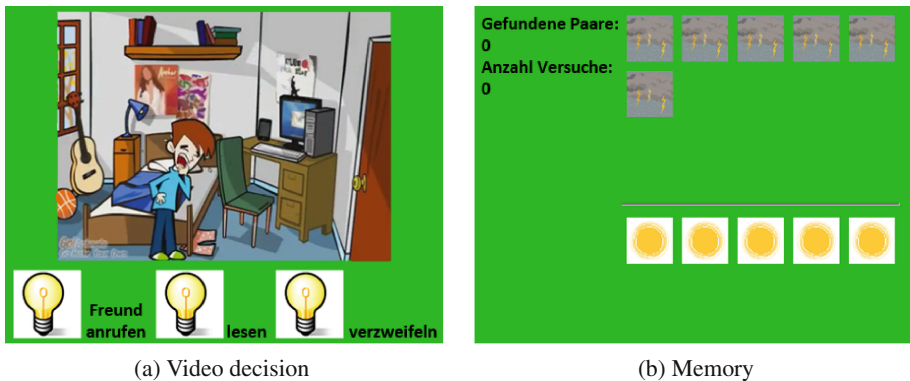 Gefundene Paare:
0
Anzahl Versuche:
0
Freund
anrufen
lesen
verzweifeln
(a) Video decision
(b) Memory